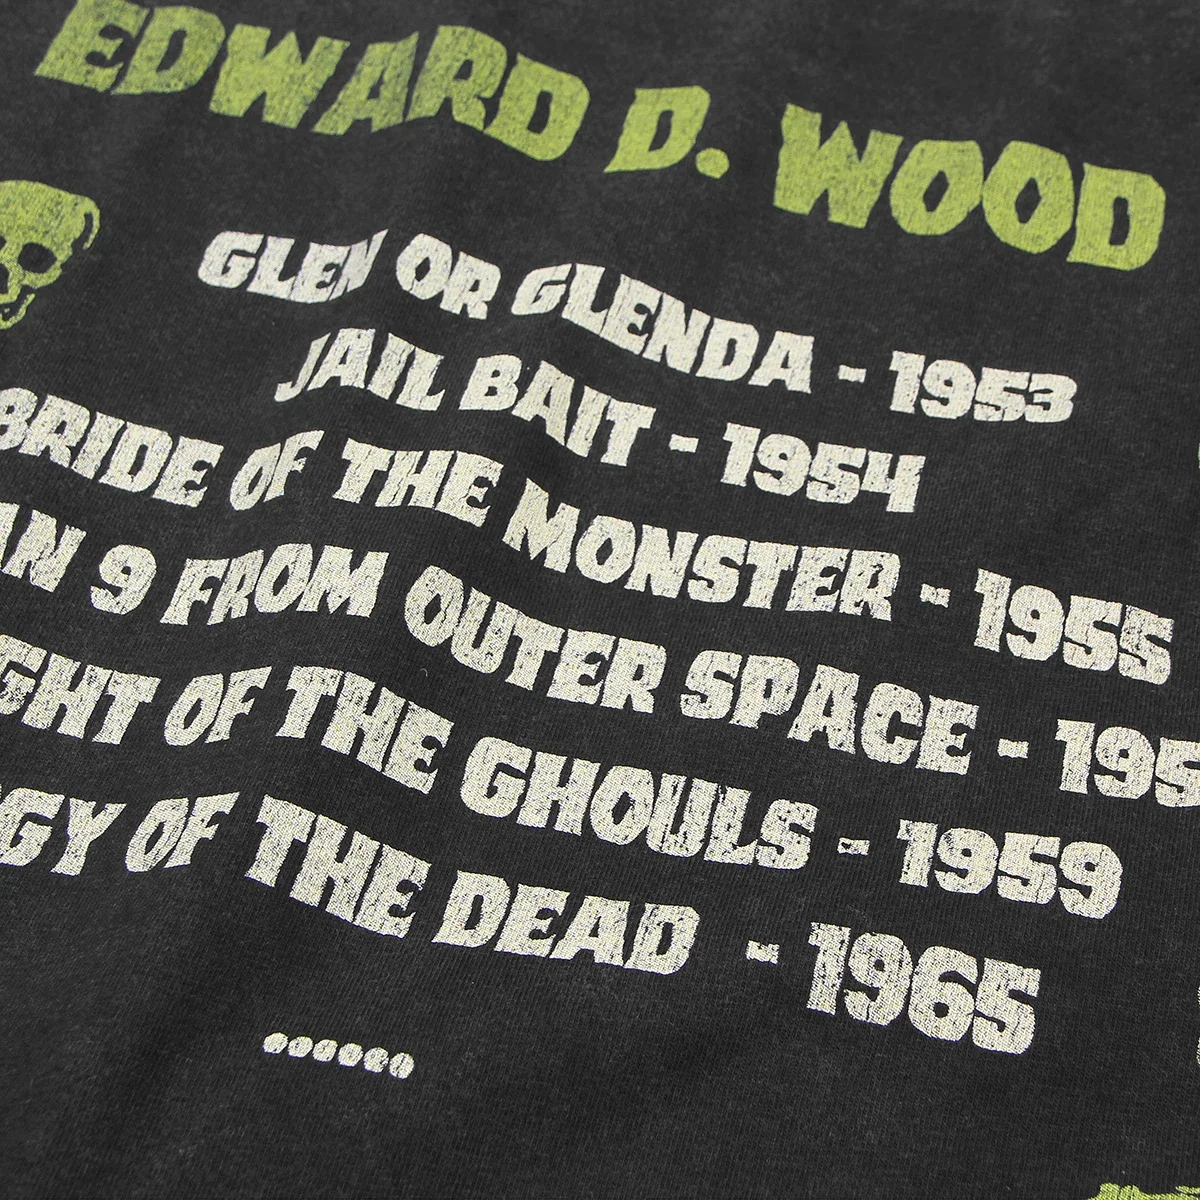 EDWARD D. WOOD
GLEN OR GLENDA - 1953
JAIL BAIT - 1954
BRIDE OF THE MONSTER - 1955
AN 9 FROM OUTER SPACE - 195
GHT OF THE GHOULS - 1959
GY OF THE DEAD - 1965
......